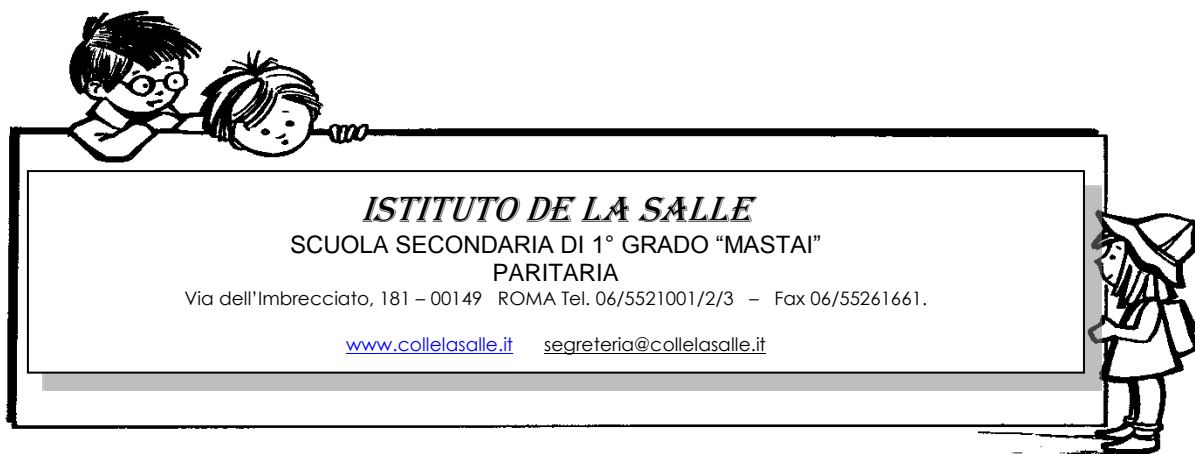 ISTITUTO DE LA SALLE
SCUOLA SECONDARIA DI 1° GRADO “MASTAI”
PARITARIA
Via dell’Imbrecciato, 181 – 00149 ROMA Tel. 06/5521001/2/3 – Fax 06/55261661.
www.collelasalle.it segreteria@collelasalle.it